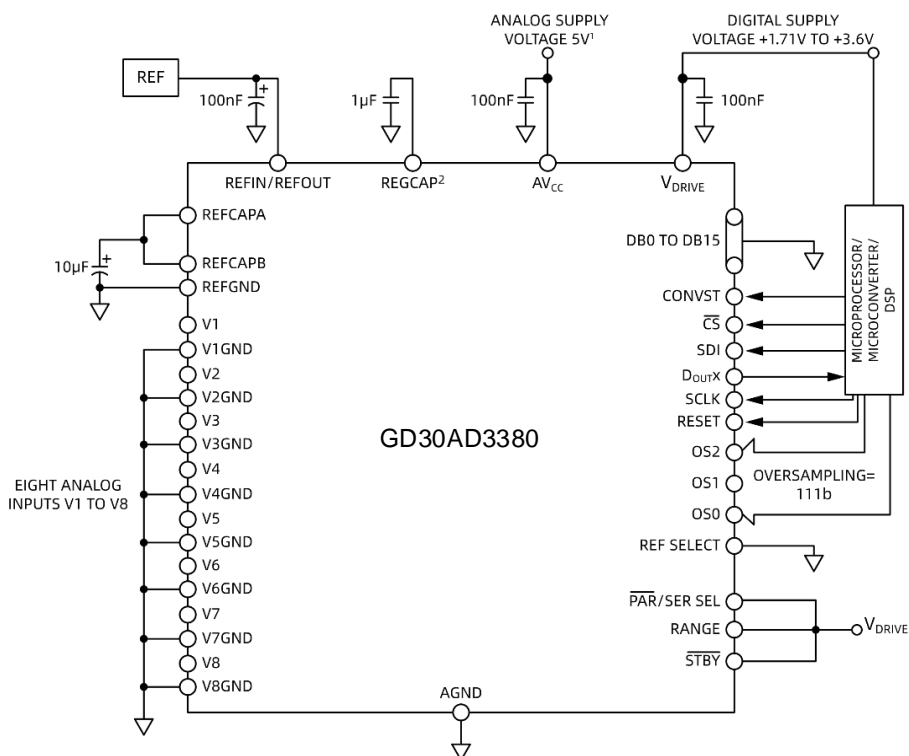 ANALOG SUPPLY
VOLTAGE 5V¹
DIGITAL SUPPLY
VOLTAGE +1.71V TO +3.6V
REF
+
100nF
1µF
100nF
100nF
REFIN/REFOUT
REGCAP²
AVCC
VDRIVE
REFCAPA
REFCAPB
REFGND
+
10µF
V1
V1GND
V2
V2GND
V3
V3GND
V4
V4GND
V5
V5GND
V6
V6GND
V7
V7GND
V8
V8GND
EIGHT ANALOG
INPUTS V1 TO V8
GD30AD3380
AGND
DB0 TO DB15
CONVST
C̅S̅
SDI
DOUTX
SCLK
RESET
OS2
OS1
OS0
REF SELECT
P̅A̅R̅/SER SEL
RANGE
S̅T̅B̅Y̅
OVERSAMPLING=
111b
VDRIVE
MICROPROCESSOR/
MICROCONVERTER/
DSP